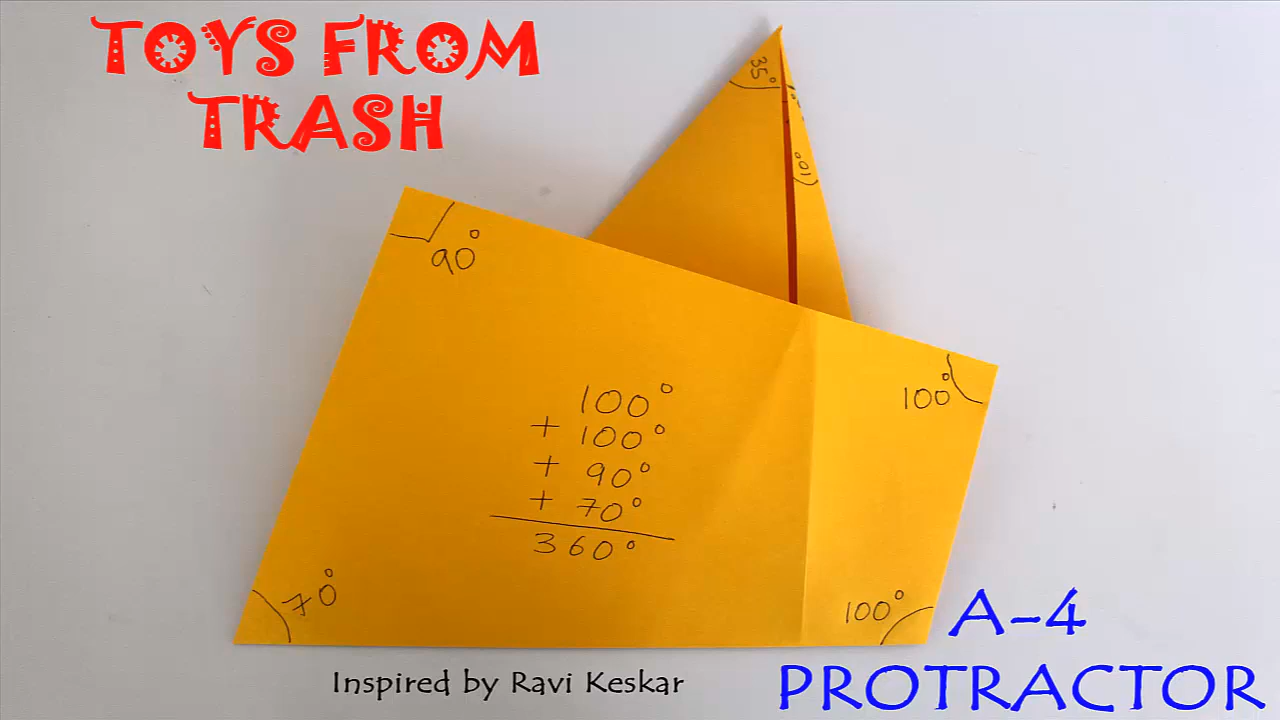 TOYS FROM
TRASH
35°
100
90°
100°
100°
+ 100°
+ 90°
+ 70°
360°
70°
100°
A-4
PROTRACTOR
Inspired by Ravi Keskar